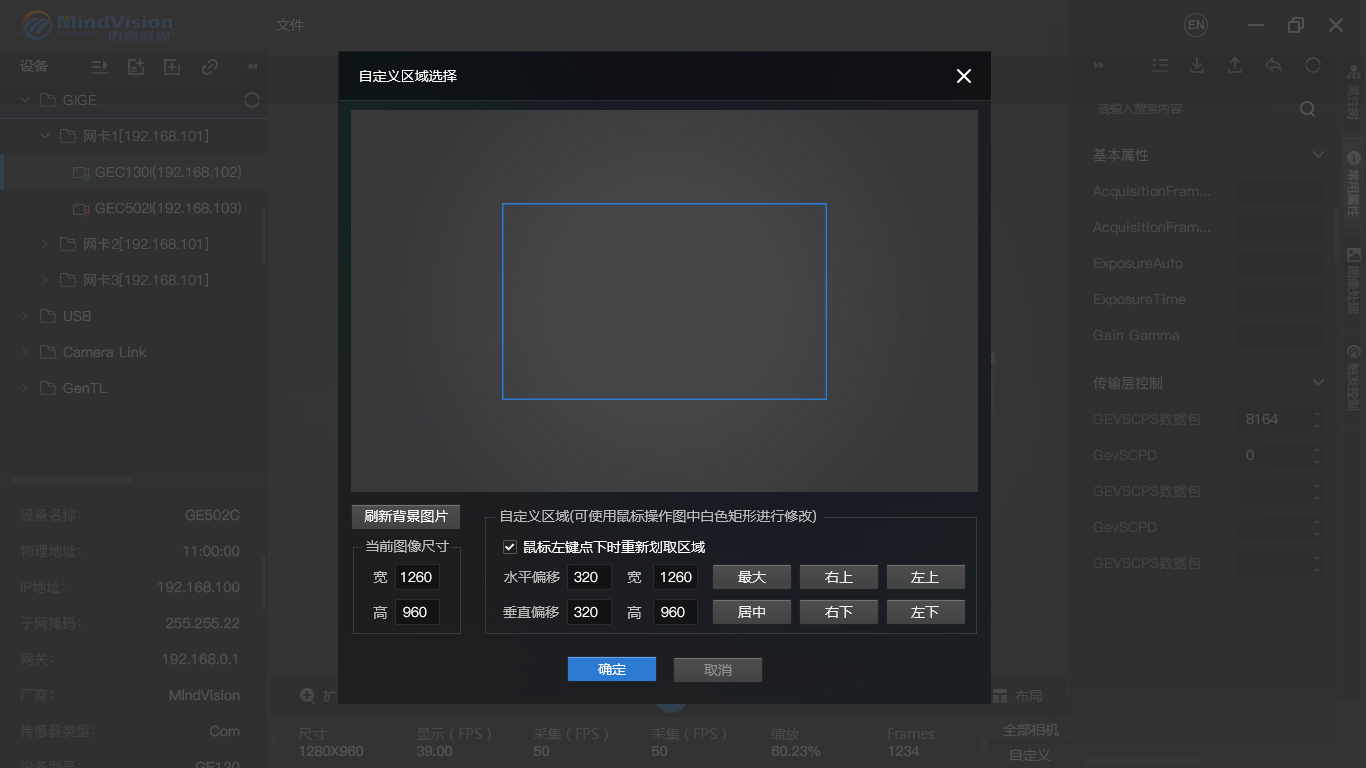 MindVision
文件
EN
设备
GIGE
网卡1[192.168.101]
GEC130I(192.168.102)
GEC502I(192.168.103)
网卡2[192.168.101]
网卡3[192.168.101]
USB
Camera Link
GenTL
设备名称: GE502C
物理地址: 11:00:00
IP地址: 192.168.100
子网掩码: 255.255.22
网关: 192.168.0.1
厂商: MIndVision
传感器类型: Com
设备型号: GE120
自定义区域选择
刷新背景图片
当前图像尺寸
宽 1260
高 960
自定义区域(可使用鼠标操作图中白色矩形进行修改)
鼠标左键点下时重新划取区域
水平偏移 320 宽 1260 最大 右上 左上
垂直偏移 320 高 960 居中 右下 左下
确定 取消
扩
布局
尺寸 显示(FPS) 采集(FPS) 采集(FPS) 缩放 Frames
1280X960 39.00 50 50 60.23% 1234
全部相机
自定义
请输入搜索内容
基本属性
AcquisitionFram...
AcquisitionFram...
ExposureAuto
ExposureTime
Gain Gamma
传输层控制
GEVSCPS数据包 8164
GevSCPD 0
GEVSCPS数据包
GevSCPD
GEVSCPS数据包
属性树
常用属性
图像处理
触发控制